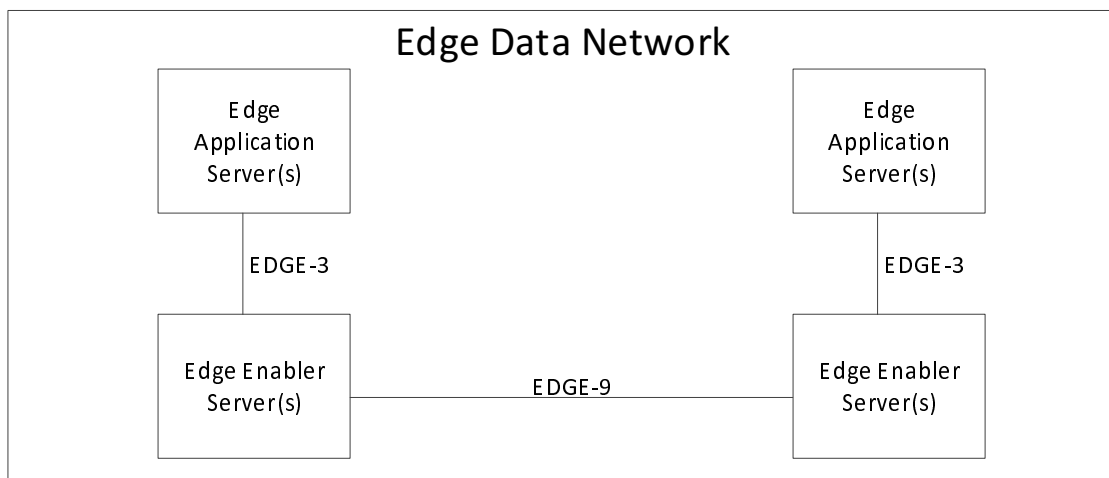 Edge Data Network
Edge
Application
Server(s)
Edge
Application
Server(s)
EDGE-3
EDGE-3
Edge Enabler
Server(s)
EDGE-9
Edge Enabler
Server(s)